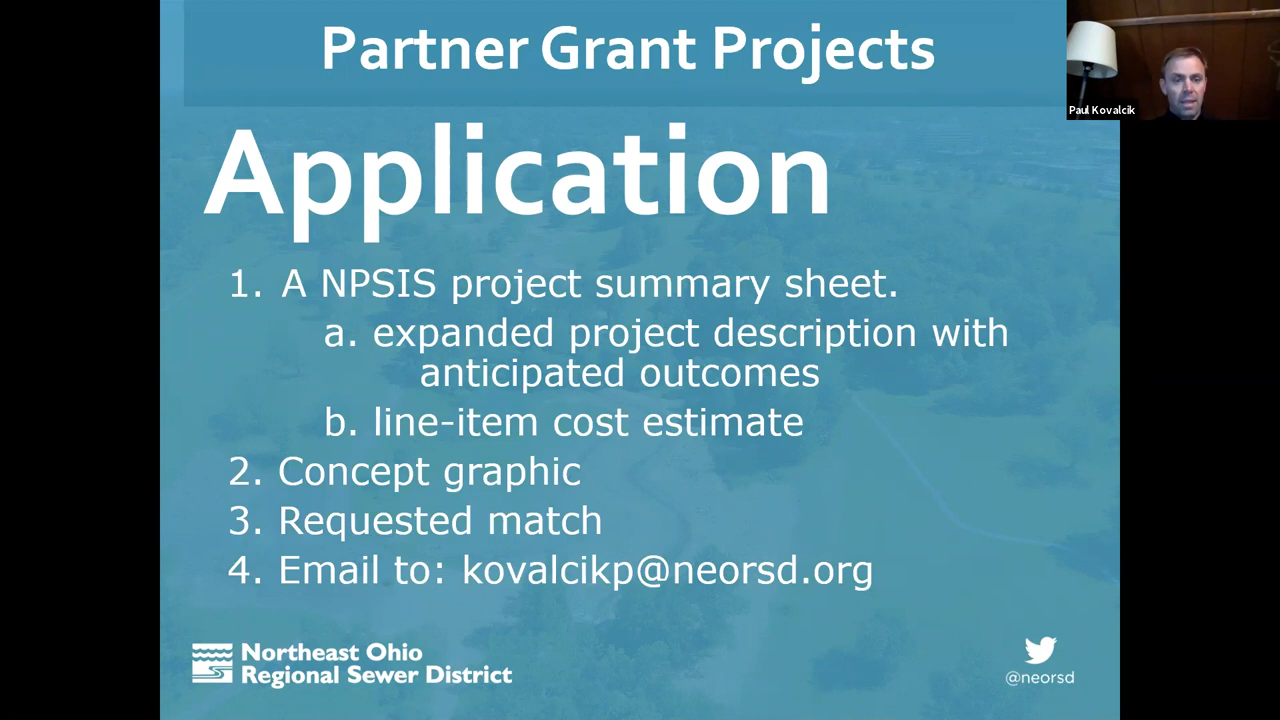 Partner Grant Projects
Paul Kovalcik
Application
1. A NPSIS project summary sheet.
a. expanded project description with
anticipated outcomes
b. line-item cost estimate
2. Concept graphic
3. Requested match
4. Email to: kovalcikp@neorsd.org
Northeast Ohio
Regional Sewer District
@neorsd